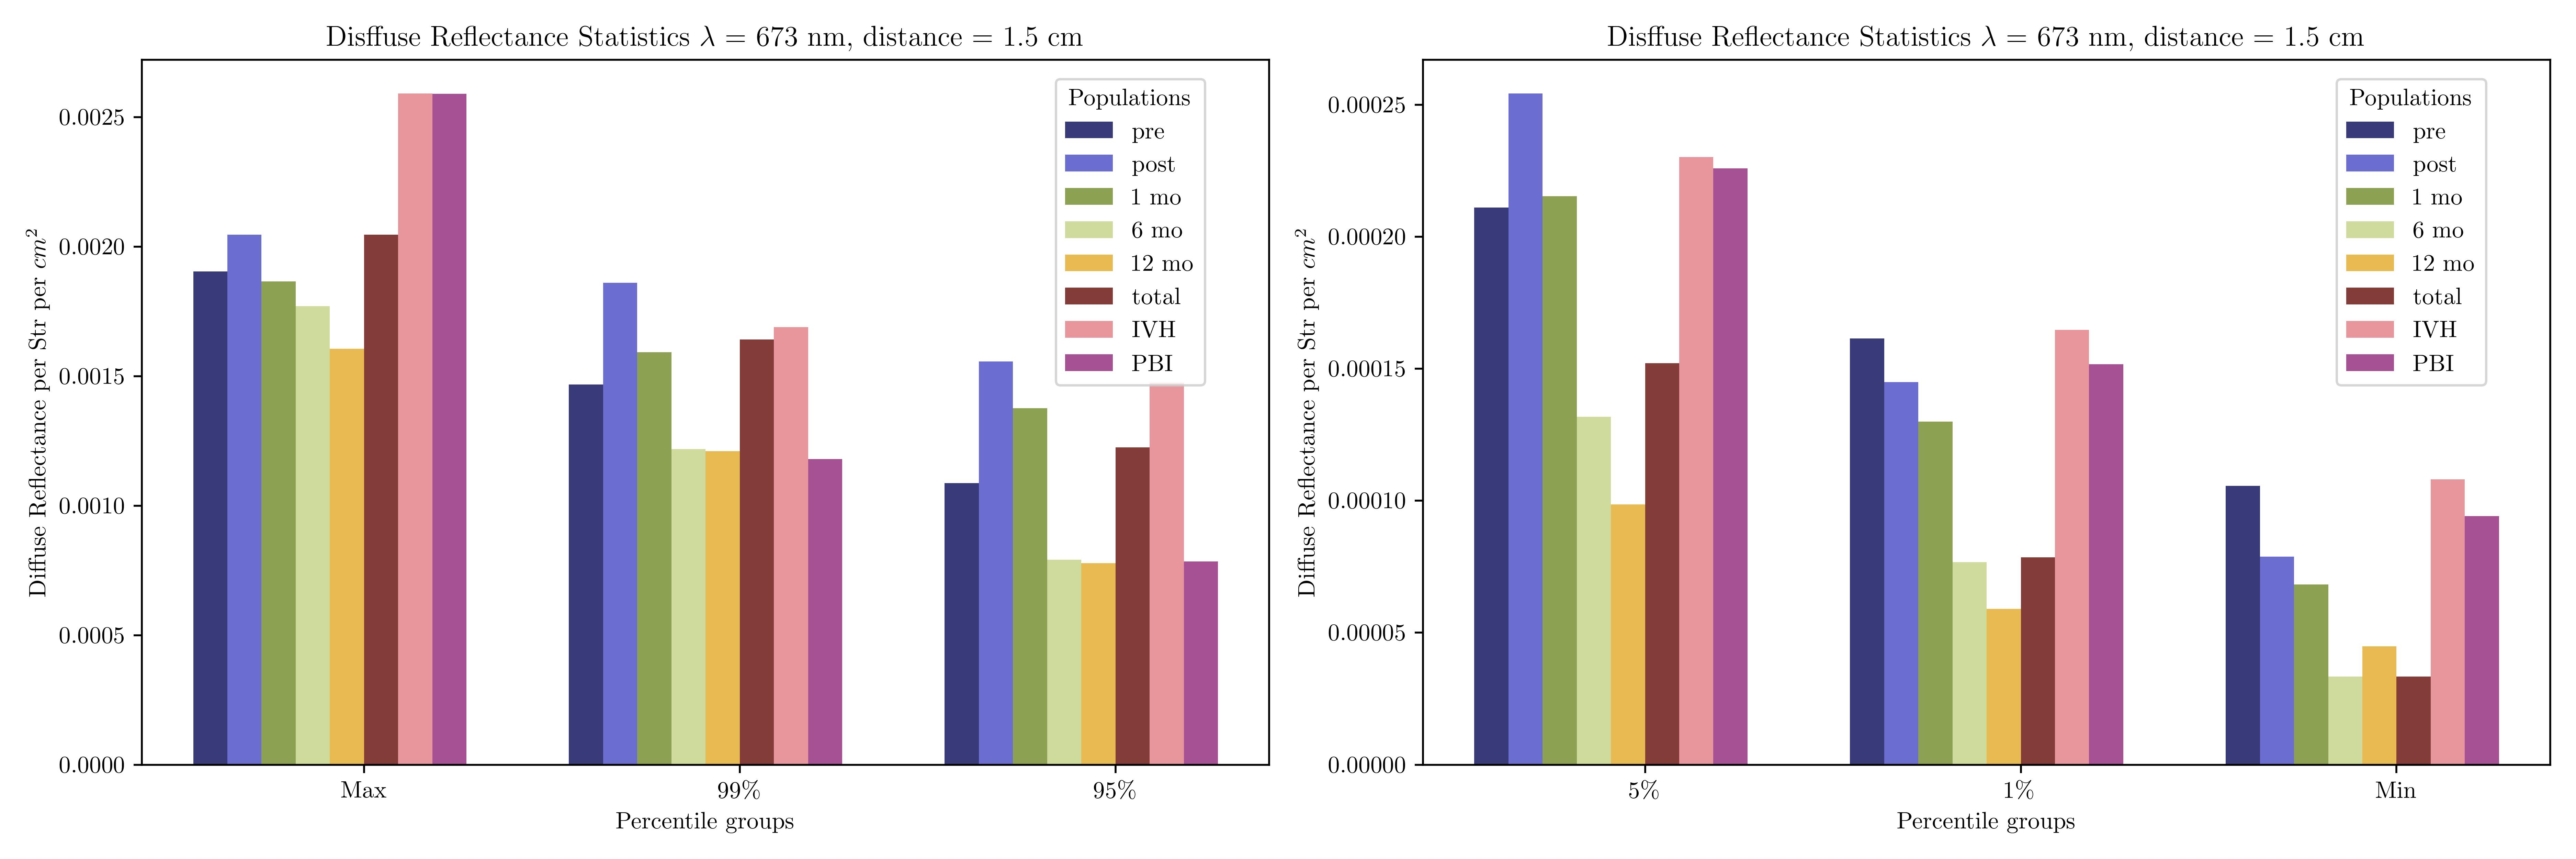 Disffuse Reflectance Statistics λ = 673 nm, distance = 1.5 cm
Diffuse Reflectance per Str per cm²
0.0025
0.0020
0.0015
0.0010
0.0005
0.0000
Populations
pre
post
1 mo
6 mo
12 mo
total
IVH
PBI
Max
99%
95%
Percentile groups
Disffuse Reflectance Statistics λ = 673 nm, distance = 1.5 cm
Diffuse Reflectance per Str per cm²
0.00025
0.00020
0.00015
0.00010
0.00005
0.00000
Populations
pre
post
1 mo
6 mo
12 mo
total
IVH
PBI
5%
1%
Min
Percentile groups